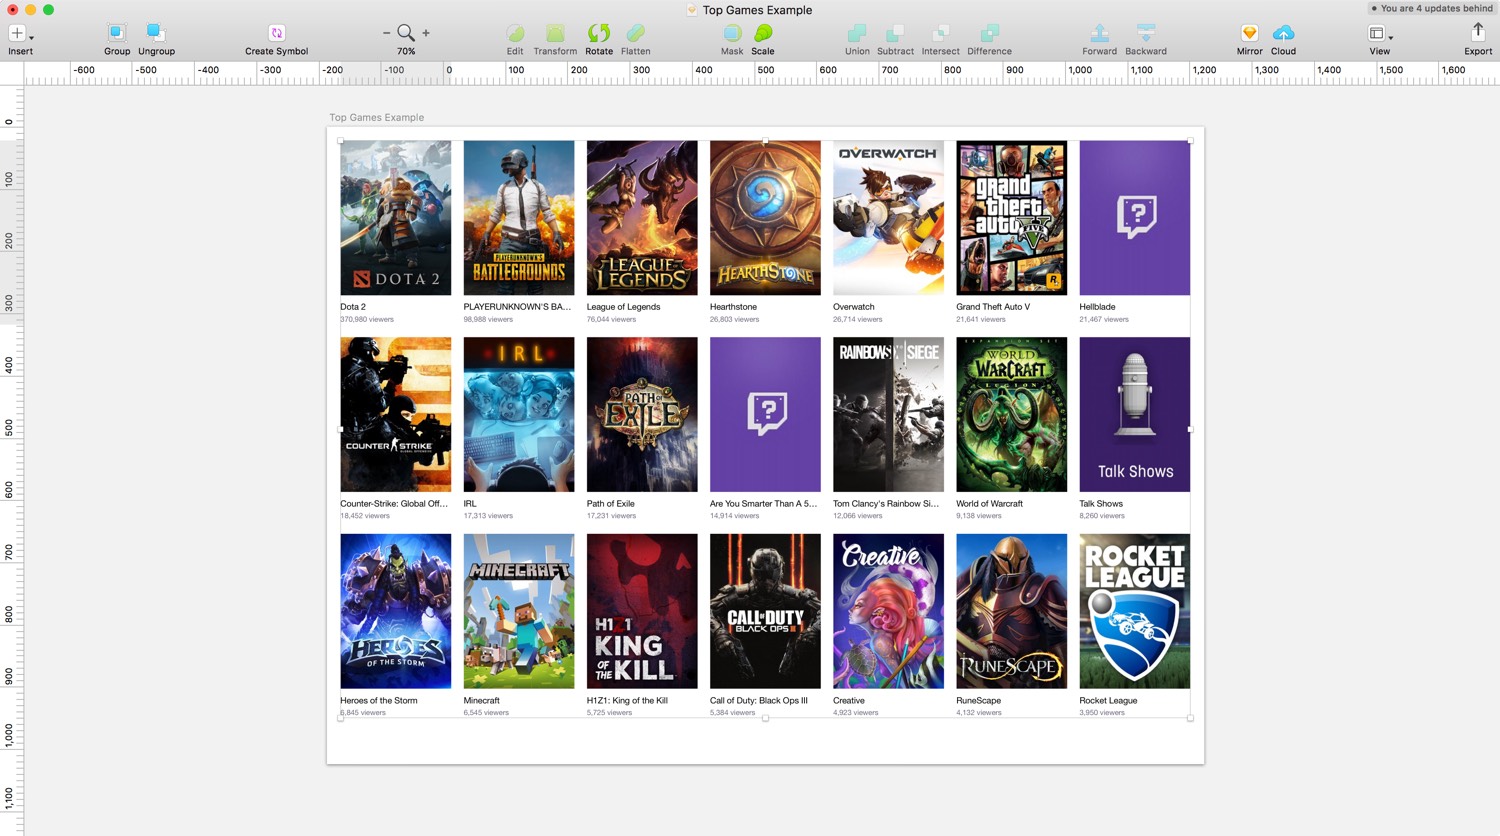 Top Games Example
You are 4 updates behind
Insert
Group
Ungroup
Create Symbol
70%
Edit
Transform
Rotate
Flatten
Mask
Scale
Union
Subtract
Intersect
Difference
Forward
Backward
Mirror
Cloud
View
Export
-600 -500 -400 -300 -200 -100 0 100 200 300 400 500 600 700 800 900 1,000 1,100 1,200 1,300 1,400 1,500 1,600
0
100
200
300
400
500
600
700
800
900
1,000
1,100
Top Games Example
DOTA 2
PLAYERUNKNOWN'S
BATTLEGROUNDS
LEAGUE OF
LEGENDS
HEARTHSTONE
OVERWATCH
grand
theft
auto
FIVE
R
?
Dota 2
370,980 viewers
PLAYERUNKNOWN'S BA...
98,988 viewers
League of Legends
76,044 viewers
Hearthstone
26,803 viewers
Overwatch
26,714 viewers
Grand Theft Auto V
21,641 viewers
Hellblade
21,467 viewers
COUNTER STRIKE
GLOBAL OFFENSIVE
IRL
PATH OF
EXILE
?
RAINBOW SIX SIEGE
EXPANSION SET
WORLD
OF
WARCRAFT
LEGION
Talk Shows
Counter-Strike: Global Off...
18,452 viewers
IRL
17,313 viewers
Path of Exile
17,231 viewers
Are You Smarter Than A 5...
14,914 viewers
Tom Clancy's Rainbow Si...
12,066 viewers
World of Warcraft
9,138 viewers
Talk Shows
8,260 viewers
HEROES
OF THE STORM
MINECRAFT
H1Z1
KING
OF THE KILL
CALL OF DUTY
BLACK OPS III
Creative
RUNESCAPE
ROCKET
LEAGUE
Heroes of the Storm
6,845 viewers
Minecraft
6,545 viewers
H1Z1: King of the Kill
5,725 viewers
Call of Duty: Black Ops III
5,384 viewers
Creative
4,923 viewers
RuneScape
4,132 viewers
Rocket League
3,950 viewers